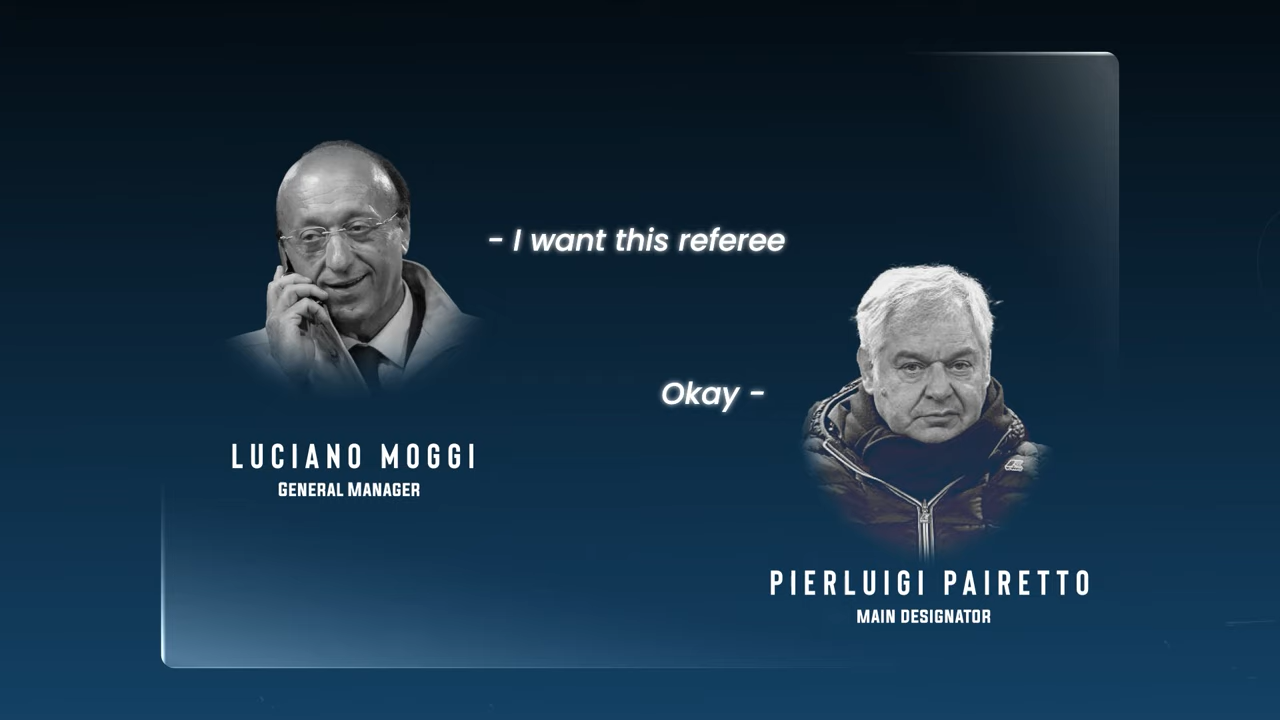 - I want this referee
Okay -
LUCIANO MOGGI
GENERAL MANAGER
PIERLUIGI PAIRETTO
MAIN DESIGNATOR